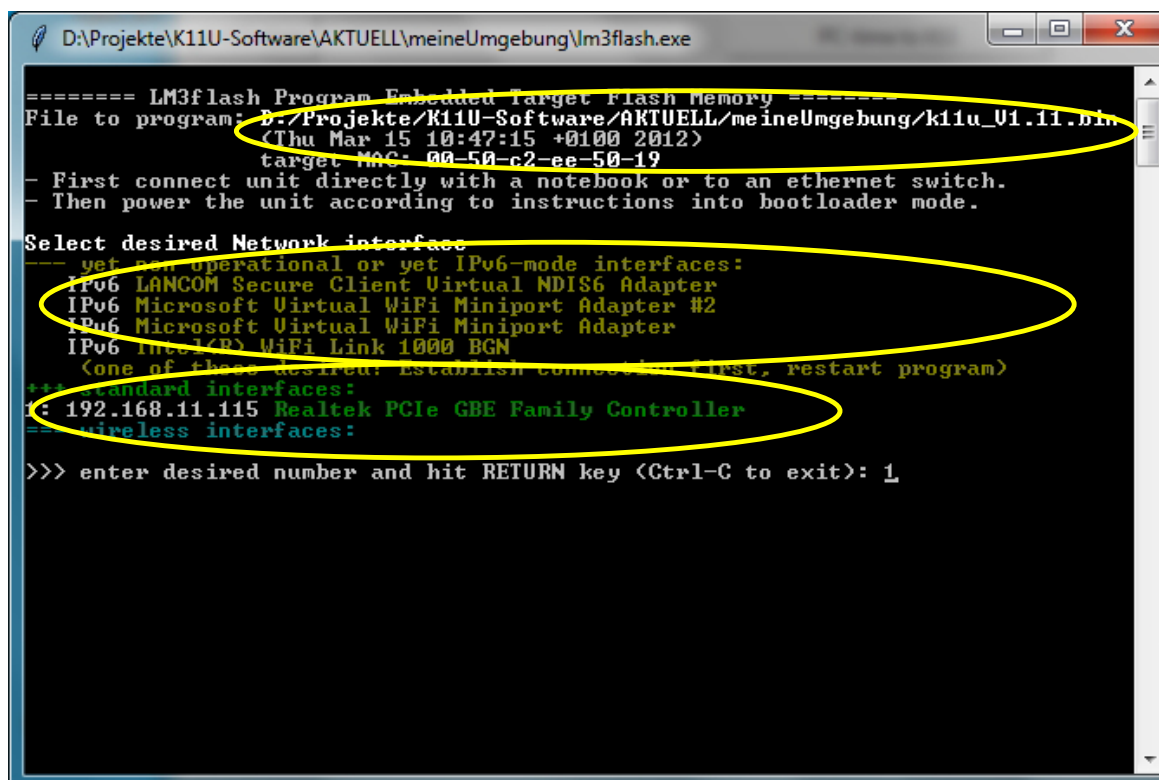 D:\Projekte\K11U-Software\AKTUELL\meineUmgebung\lm3flash.exe
======== LM3flash Program Embedded Target Flash Memory ========
File to program: D:/Projekte/K11U-Software/AKTUELL/meineUmgebung/k11u_V1.11.bin
(Thu Mar 15 10:47:15 +0100 2012)
target MAC: 00-50-c2-ee-50-19
- First connect unit directly with a notebook or to an ethernet switch.
- Then power the unit according to instructions into bootloader mode.
Select desired Network interface
--- yet non-operational or yet IPv6-mode interfaces:
IPv6 LANCOM Secure Client Virtual NDIS6 Adapter
IPv6 Microsoft Virtual WiFi Miniport Adapter #2
IPv6 Microsoft Virtual WiFi Miniport Adapter
IPv6 Intel(R) WiFi Link 1000 BGN
(one of these desired? Establish connection first, restart program)
+++ standard interfaces:
1: 192.168.11.115 Realtek PCIe GBE Family Controller
=== wireless interfaces:
>>> enter desired number and hit RETURN key (Ctrl-C to exit): 1